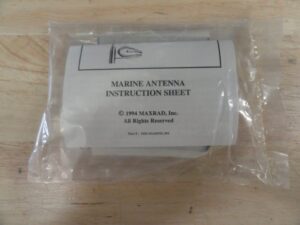 MARINE ANTENNA
INSTRUCTION SHEET
© 1994 MAXRAD, Inc.
All Rights Reserved